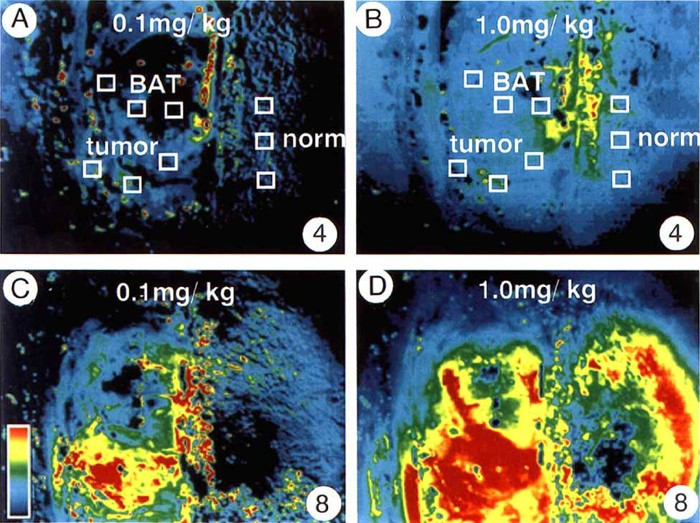 A
0.1mg/ kg
BAT
tumor
norm
4
B
1.0mg/ kg
BAT
tumor
norm
4
C
0.1mg/ kg
8
D
1.0mg/ kg
8